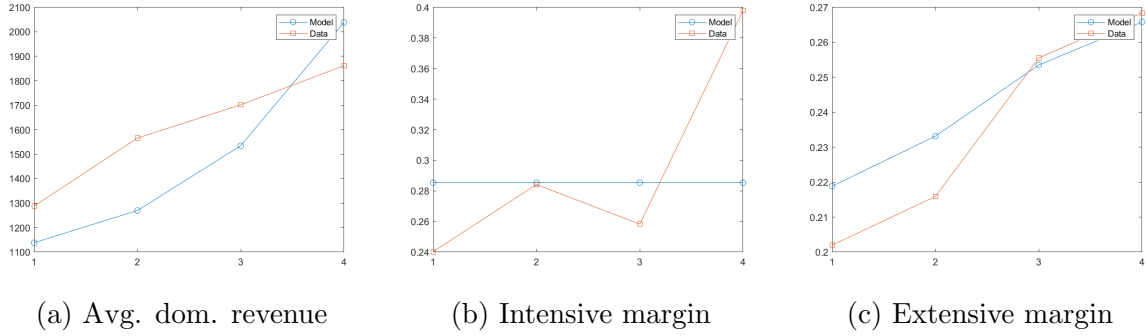 2100
2000
1900
1800
1700
1600
1500
1400
1300
1200
1100
1 2 3 4
Model
Data
(a) Avg. dom. revenue
0.4
0.38
0.36
0.34
0.32
0.3
0.28
0.26
0.24
1 2 3 4
Model
Data
(b) Intensive margin
0.27
0.26
0.25
0.24
0.23
0.22
0.21
0.2
1 2 3 4
Model
Data
(c) Extensive margin